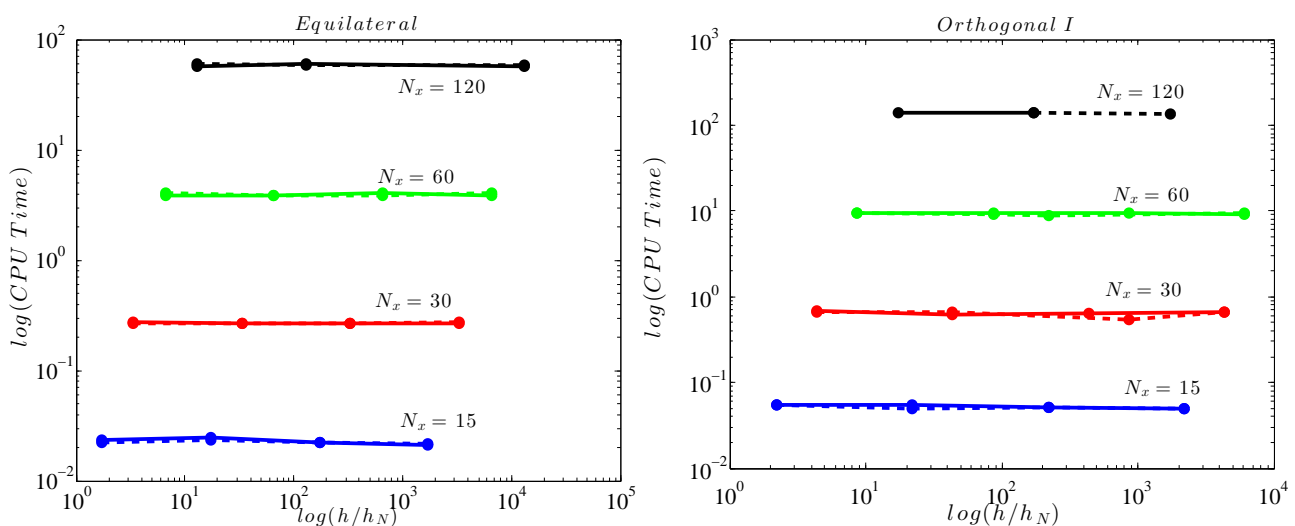 Equilateral
10^2
10^1
10^0
10^-1
10^-2
log(CPU Time)
N_x = 120
N_x = 60
N_x = 30
N_x = 15
10^0
10^1
10^2
10^3
10^4
10^5
log(h/h_N)
Orthogonal I
10^3
10^2
10^1
10^0
10^-1
10^-2
log(CPU Time)
N_x = 120
N_x = 60
N_x = 30
N_x = 15
10^0
10^1
10^2
10^3
10^4
log(h/h_N)